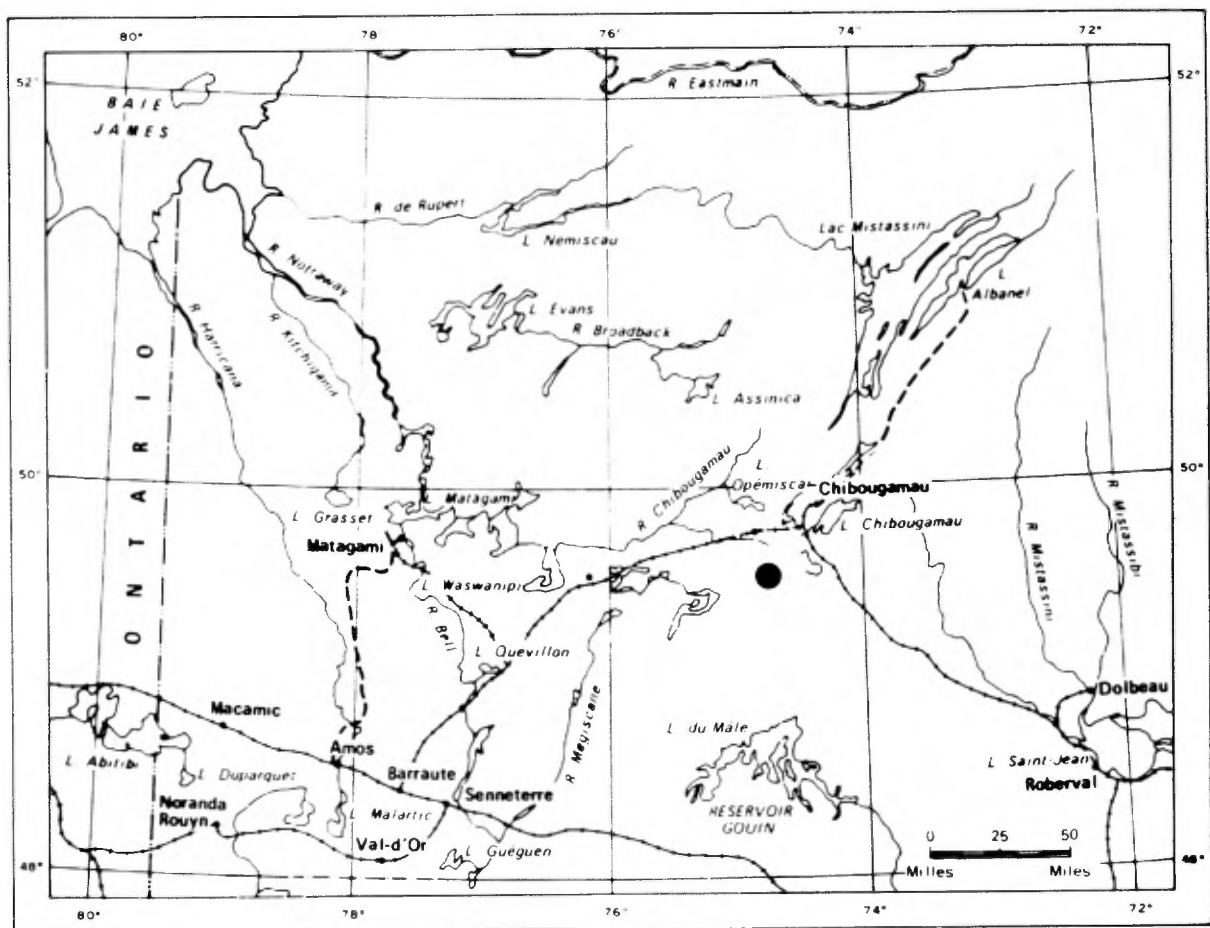 80° 78° 76° 74° 72°
52° 52°
R Eastmain
BAIE
JAMES
R. de Rupert
L. Némiscau
Lac Mistassini
R. Nottaway
L
Albanel
L Evans
R Broadback
R Harricana
R. Kitchigama
L. Assinica
ONTARIO
50° 50°
R Chibougamau
L.
Opémisca
Chibougamau
L. Chibougamau
Matagami
L Grasset
Matagami
R Mistassini
R Mistassibi
L Waswanipi
R Bell
L Quévillon
R Mégiscane
Dolbeau
Macamic
L du Mâle
Amos
L. Abitibi
L Duparquet
Barraute
Senneterre
L Saint-Jean
Roberval
Noranda
Rouyn
L Malartic
RÉSERVOIR
GOUIN
0 25 50
Val-d'Or
L Guéguen
48° 48°
Milles Miles
80° 78° 76° 74° 72°